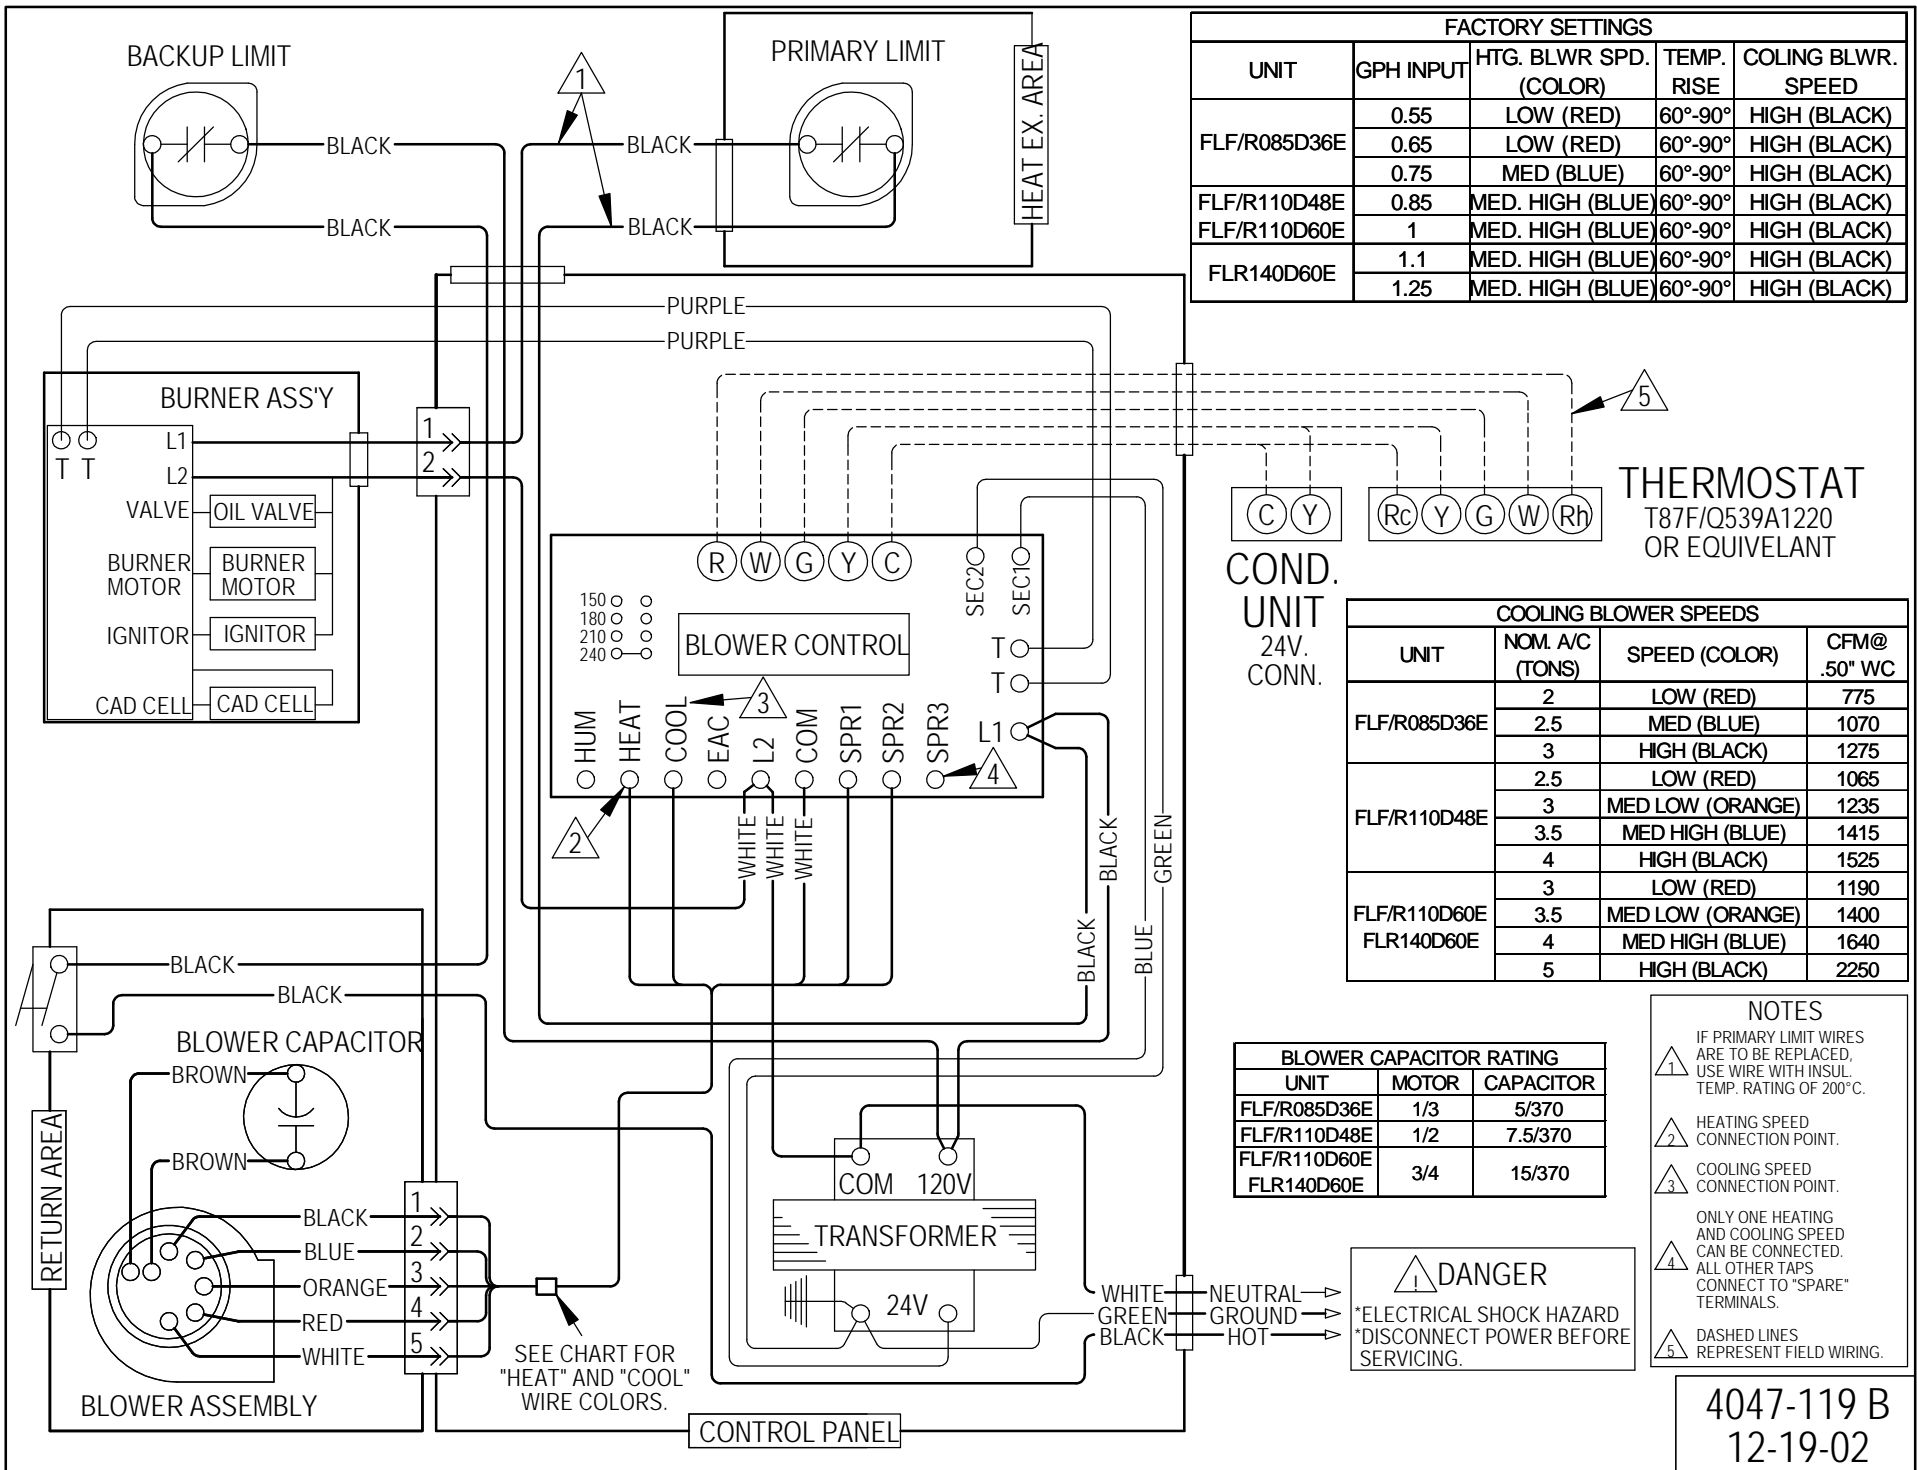 BACKUP LIMIT
PRIMARY LIMIT
HEAT EX. AREA
1
BLACK
BLACK
BLACK
BLACK
PURPLE
PURPLE
FACTORY SETTINGS
UNIT GPH INPUT HTG. BLWR SPD. (COLOR) TEMP. RISE COLING BLWR. SPEED
FLF/R085D36E 0.55 LOW (RED) 60°-90° HIGH (BLACK)
0.65 LOW (RED) 60°-90° HIGH (BLACK)
0.75 MED (BLUE) 60°-90° HIGH (BLACK)
FLF/R110D48E 0.85 MED. HIGH (BLUE) 60°-90° HIGH (BLACK)
FLF/R110D60E 1 MED. HIGH (BLUE) 60°-90° HIGH (BLACK)
FLR140D60E 1.1 MED. HIGH (BLUE) 60°-90° HIGH (BLACK)
1.25 MED. HIGH (BLUE) 60°-90° HIGH (BLACK)
BURNER ASS'Y
T T
L1
L2
VALVE OIL VALVE
BURNER MOTOR BURNER MOTOR
IGNITOR IGNITOR
CAD CELL CAD CELL
1
2
5
C Y
Rc Y G W Rh
THERMOSTAT
T87F/Q539A1220
OR EQUIVELANT
COND.
UNIT
24V.
CONN.
R W G Y C
SEC2
SEC1
150
180
210
240
BLOWER CONTROL
T
T
L1
3
HUM HEAT COOL EAC L2 COM SPR1 SPR2 SPR3
2
4
WHITE
WHITE
WHITE
BLACK
BLACK
BLUE
GREEN
COOLING BLOWER SPEEDS
UNIT NOM. A/C (TONS) SPEED (COLOR) CFM@ .50" WC
FLF/R085D36E 2 LOW (RED) 775
2.5 MED (BLUE) 1070
3 HIGH (BLACK) 1275
FLF/R110D48E 2.5 LOW (RED) 1065
3 MED LOW (ORANGE) 1235
3.5 MED HIGH (BLUE) 1415
4 HIGH (BLACK) 1525
FLF/R110D60E FLR140D60E 3 LOW (RED) 1190
3.5 MED LOW (ORANGE) 1400
4 MED HIGH (BLUE) 1640
5 HIGH (BLACK) 2250
BLACK
BLACK
BLOWER CAPACITOR
BROWN
BROWN
RETURN AREA
BLACK 1
BLUE 2
ORANGE 3
RED 4
WHITE 5
BLOWER ASSEMBLY
SEE CHART FOR
"HEAT" AND "COOL"
WIRE COLORS.
CONTROL PANEL
COM 120V
TRANSFORMER
24V
WHITE NEUTRAL
GREEN GROUND
BLACK HOT
BLOWER CAPACITOR RATING
UNIT MOTOR CAPACITOR
FLF/R085D36E 1/3 5/370
FLF/R110D48E 1/2 7.5/370
FLF/R110D60E FLR140D60E 3/4 15/370
! DANGER
*ELECTRICAL SHOCK HAZARD
*DISCONNECT POWER BEFORE
SERVICING.
NOTES
1 IF PRIMARY LIMIT WIRES
ARE TO BE REPLACED,
USE WIRE WITH INSUL.
TEMP. RATING OF 200°C.
2 HEATING SPEED
CONNECTION POINT.
3 COOLING SPEED
CONNECTION POINT.
4 ONLY ONE HEATING
AND COOLING SPEED
CAN BE CONNECTED.
ALL OTHER TAPS
CONNECT TO "SPARE"
TERMINALS.
5 DASHED LINES
REPRESENT FIELD WIRING.
4047-119 B
12-19-02